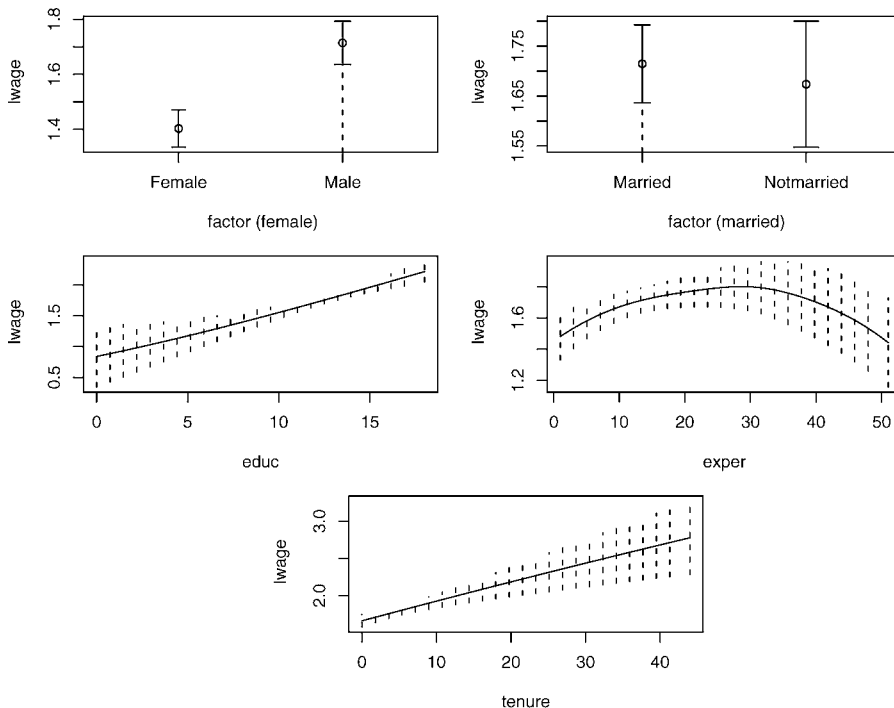 lwage
1.4 1.6 1.8
Female Male
factor (female)
lwage
1.55 1.65 1.75
Married Notmarried
factor (married)
lwage
0.5 1.5
0 5 10 15
educ
lwage
1.2 1.6
0 10 20 30 40 50
exper
lwage
2.0 3.0
0 10 20 30 40
tenure